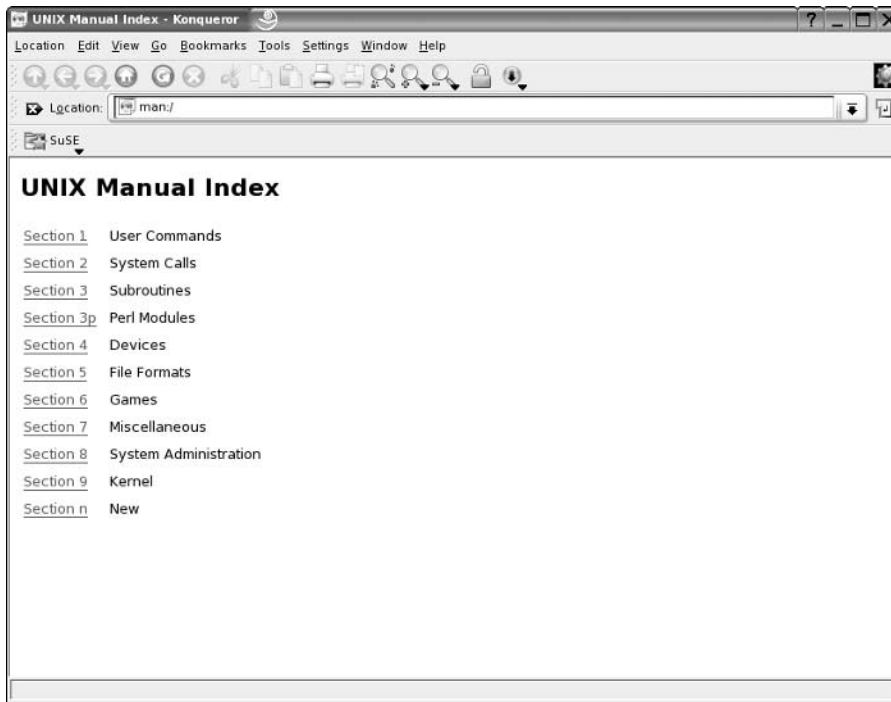 UNIX Manual Index - Konqueror
? _ □ X
Location Edit View Go Bookmarks Tools Settings Window Help
Location: man:/
SuSE
UNIX Manual Index
Section 1 User Commands
Section 2 System Calls
Section 3 Subroutines
Section 3p Perl Modules
Section 4 Devices
Section 5 File Formats
Section 6 Games
Section 7 Miscellaneous
Section 8 System Administration
Section 9 Kernel
Section n New